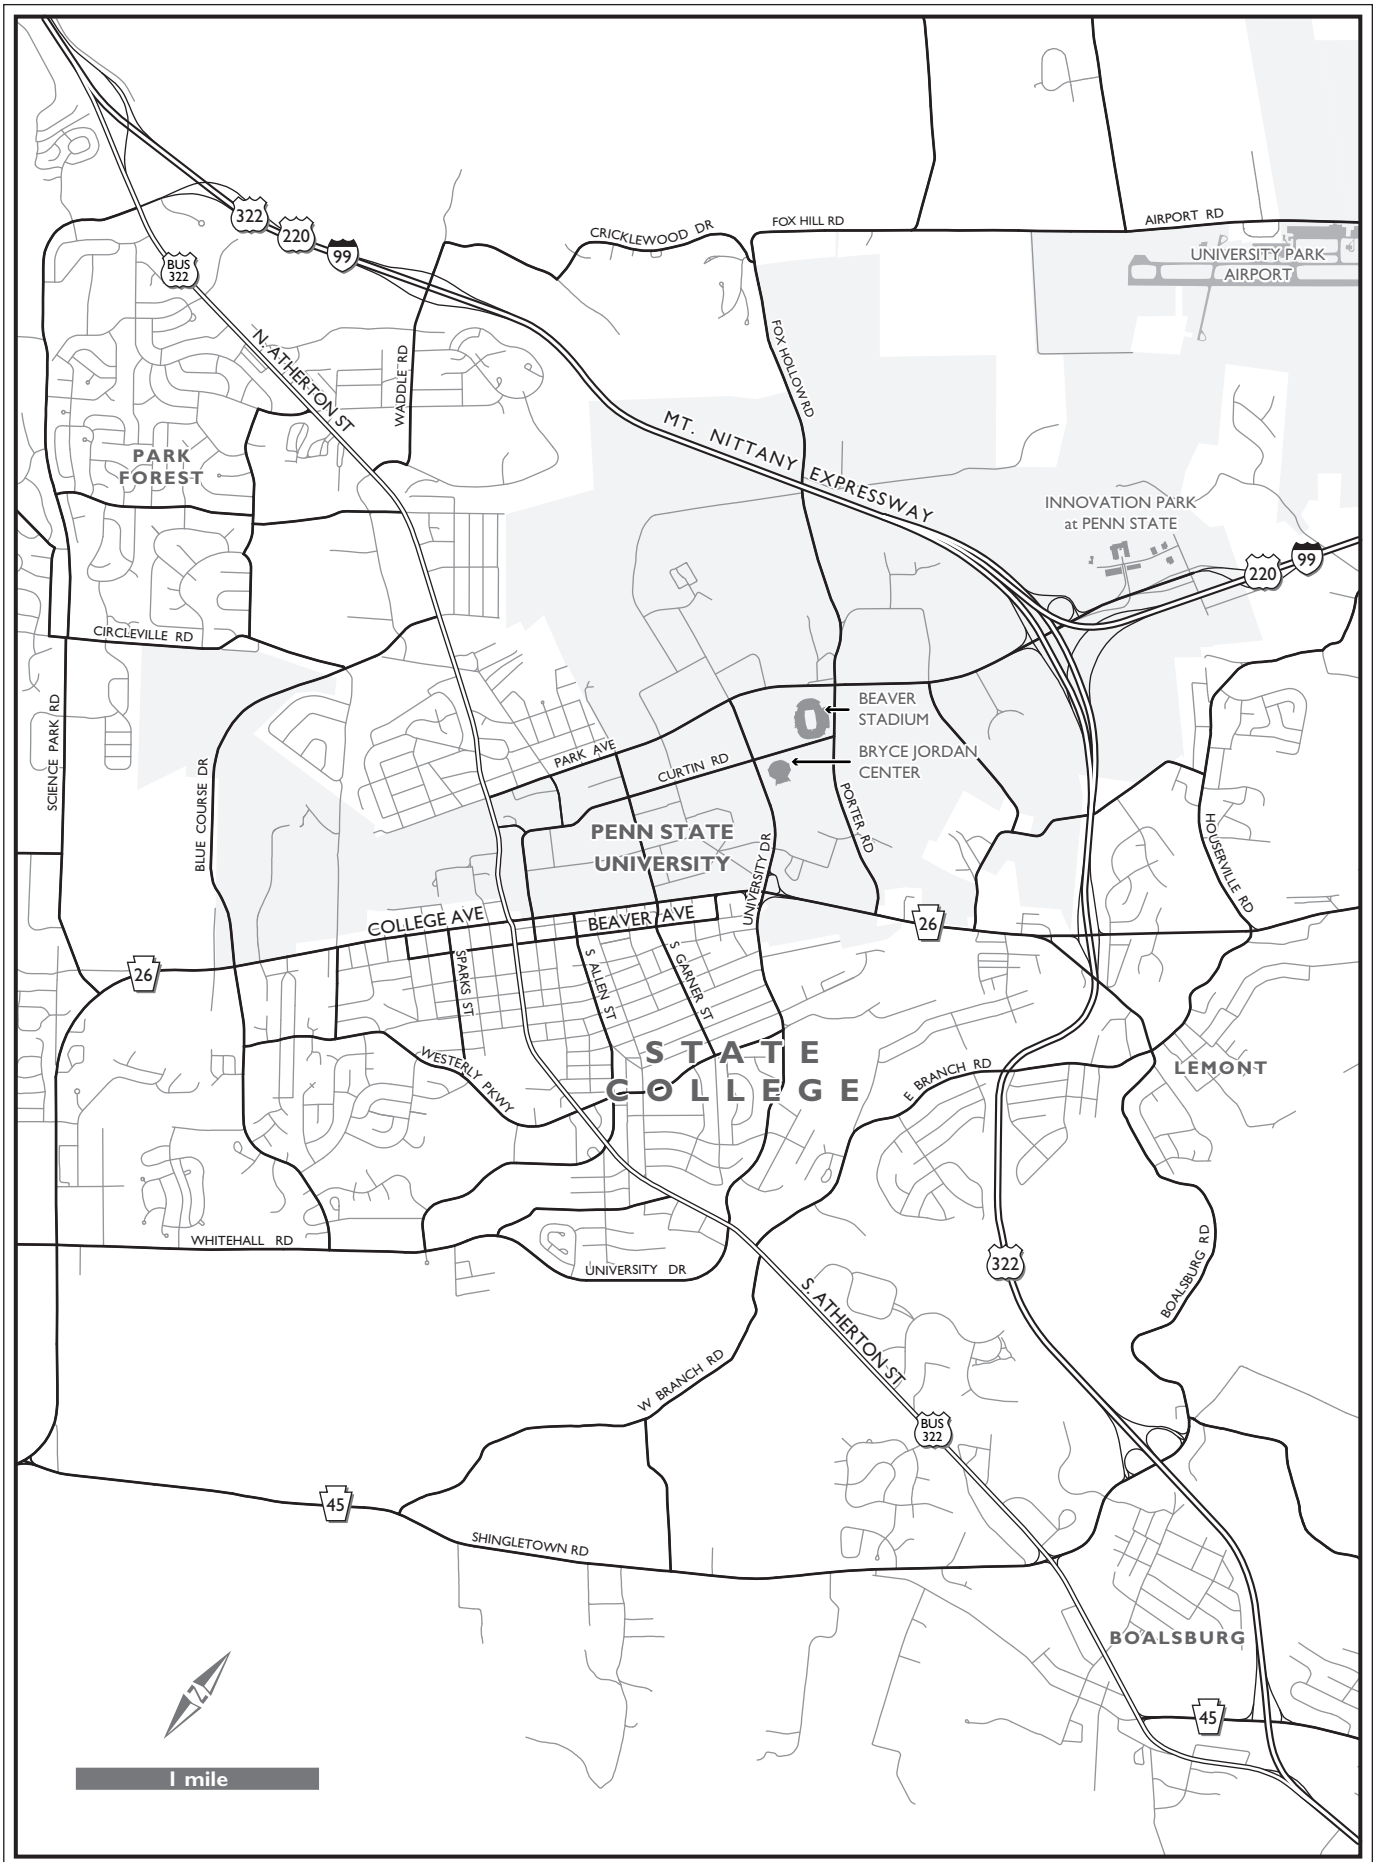 322
220
99
BUS
322
CRICKLEWOOD DR
FOX HILL RD
AIRPORT RD
UNIVERSITY PARK
AIRPORT
N. ATHERTON ST
WADDLE RD
FOX HOLLOW RD
MT. NITTANY EXPRESSWAY
PARK
FOREST
INNOVATION PARK
at PENN STATE
220
99
CIRCLEVILLE RD
SCIENCE PARK RD
BLUE COURSE DR
BEAVER
STADIUM
BRYCE JORDAN
CENTER
PARK AVE
CURTIN RD
PORTER RD
PENN STATE
UNIVERSITY
UNIVERSITY DR
HOUSERVILLE RD
COLLEGE AVE
BEAVER AVE
26
26
SPARKS ST
S ALLEN ST
S GARNER ST
STATE
COLLEGE
WESTERLY PKWY
E BRANCH RD
LEMONT
WHITEHALL RD
UNIVERSITY DR
322
BOALSBURG RD
S. ATHERTON ST
W BRANCH RD
BUS
322
45
SHINGLETOWN RD
BOALSBURG
45
N
1 mile